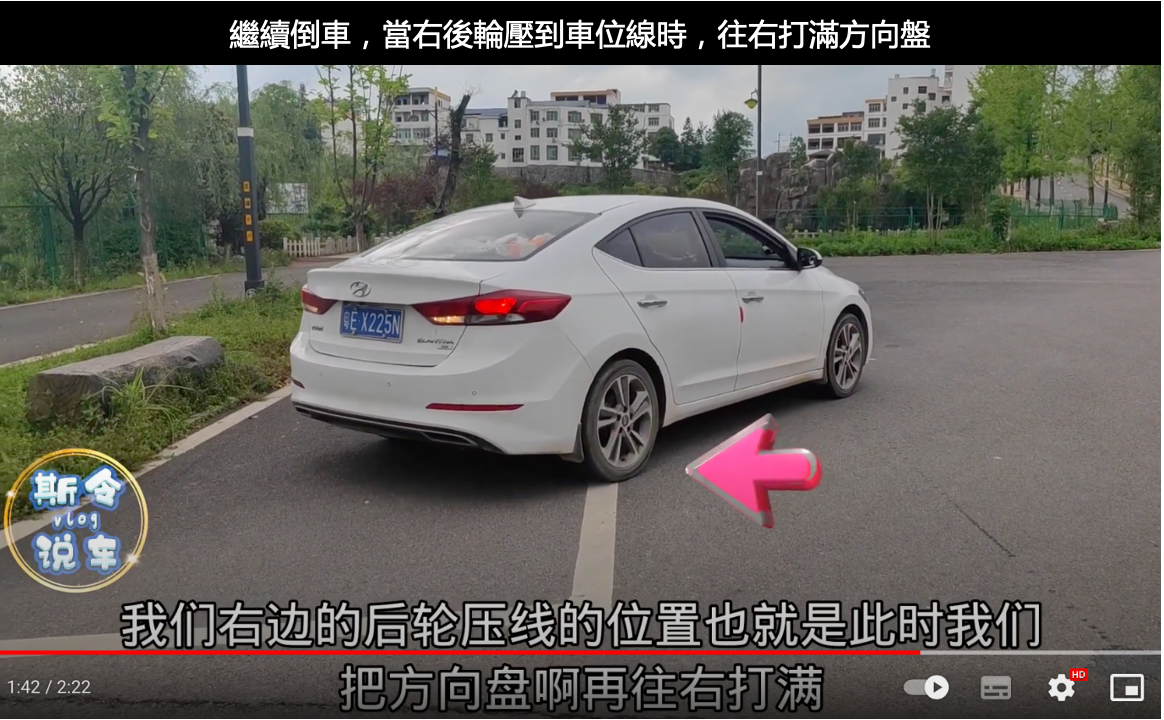 繼續倒車，當右後輪壓到車位線時，往右打滿方向盤
粤E·X225N
ELANTRA
斯令
vlog
说车
我们右边的后轮压线的位置也就是此时我们
把方向盘啊再往右打满
1:42 / 2:22
HD